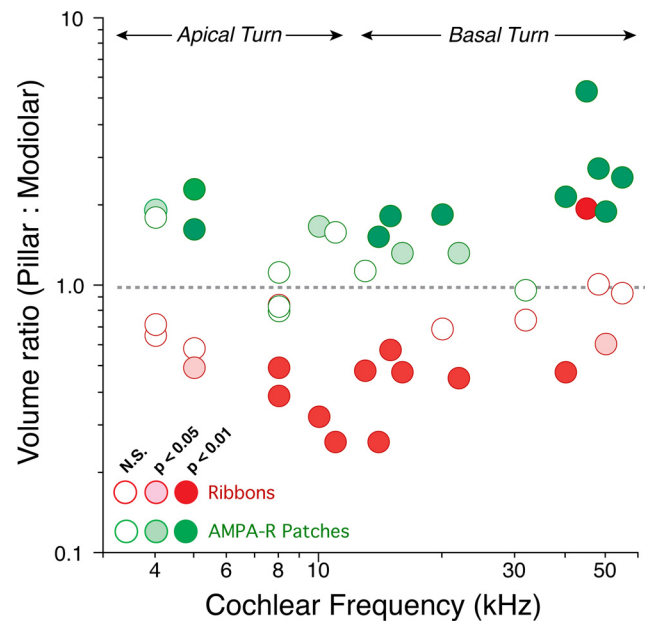 10
Apical Turn
Basal Turn
Volume ratio (Pillar : Modiolar)
1.0
N.S.
p < 0.05
p < 0.01
Ribbons
AMPA-R Patches
0.1
4 6 8 10 30 50
Cochlear Frequency (kHz)